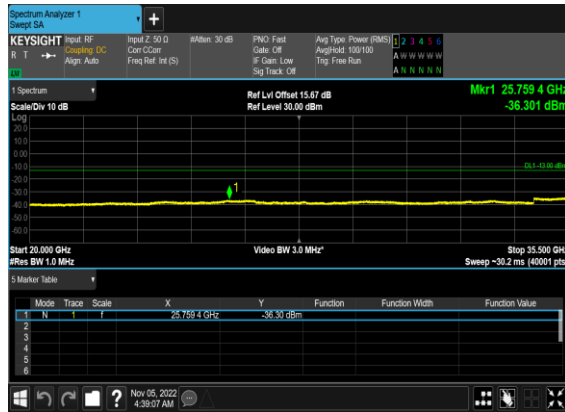 Spectrum Analyzer 1
Swept SA
+
KEYSIGHT Input: RF Input Z: 50 Ω #Atten: 30 dB PNO: Fast Avg Type: Power (RMS) 1 2 3 4 5 6
R T Coupling: DC Corr CCorr Gate: Off Avg|Hold: 100/100 A W W W W W
Align: Auto Freq Ref: Int (S) IF Gain: Low Trig: Free Run
Sig Track: Off A N N N N N
LU
1 Spectrum Ref Lvl Offset 15.67 dB Mkr1 25.759 4 GHz
Scale/Div 10 dB Ref Level 30.00 dBm -36.301 dBm
Log
20.0
10.0
0.00
-10.0 DL1 -13.00 dBm
-20.0
-30.0 1
-40.0
-50.0
-60.0
Start 20.000 GHz Video BW 3.0 MHz* Stop 35.500 GHz
#Res BW 1.0 MHz Sweep ~30.2 ms (40001 pts)
5 Marker Table
Mode Trace Scale X Y Function Function Width Function Value
1 N 1 f 25.759 4 GHz -36.30 dBm
2
3
4
5
6
? Nov 05, 2022
4:39:07 AM